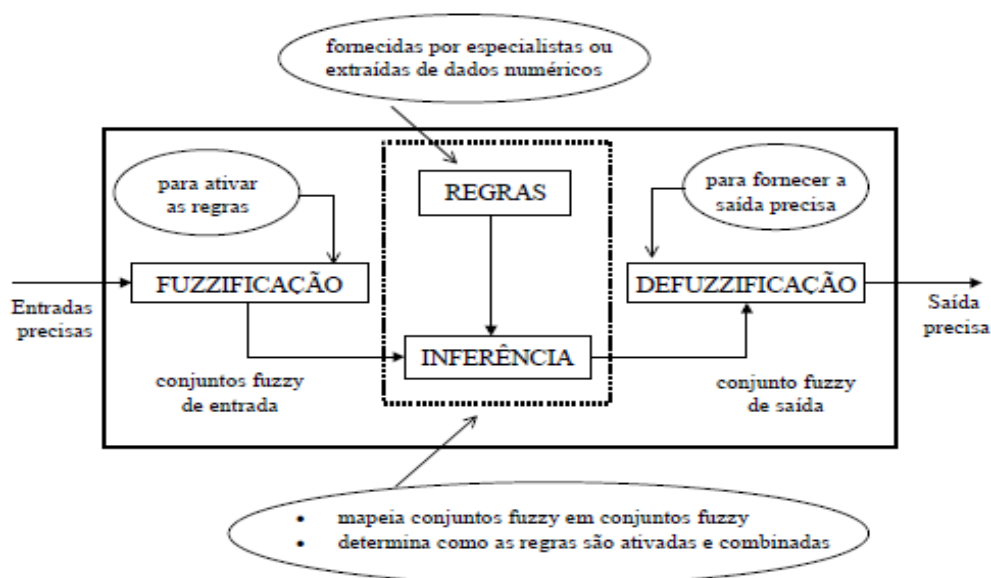 fornecidas por especialistas ou
extraídas de dados numéricos
para ativar
as regras
REGRAS
para fornecer a
saída precisa
FUZZIFICAÇÃO
DEFUZZIFICAÇÃO
Entradas
precisas
Saída
precisa
INFERÊNCIA
conjuntos fuzzy
de entrada
conjunto fuzzy
de saída
• mapeia conjuntos fuzzy em conjuntos fuzzy
• determina como as regras são ativadas e combinadas